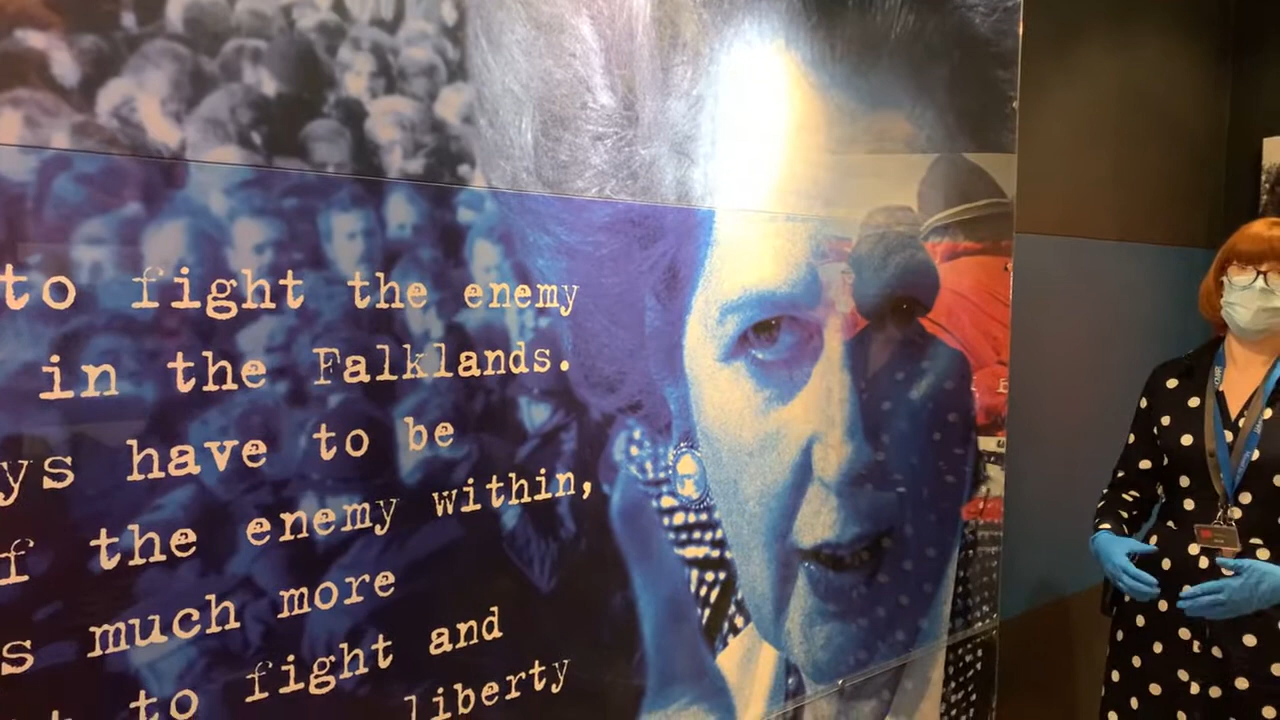 to fight the enemy
in the Falklands.
ys have to be
f the enemy within,
s much more
to fight and
liberty